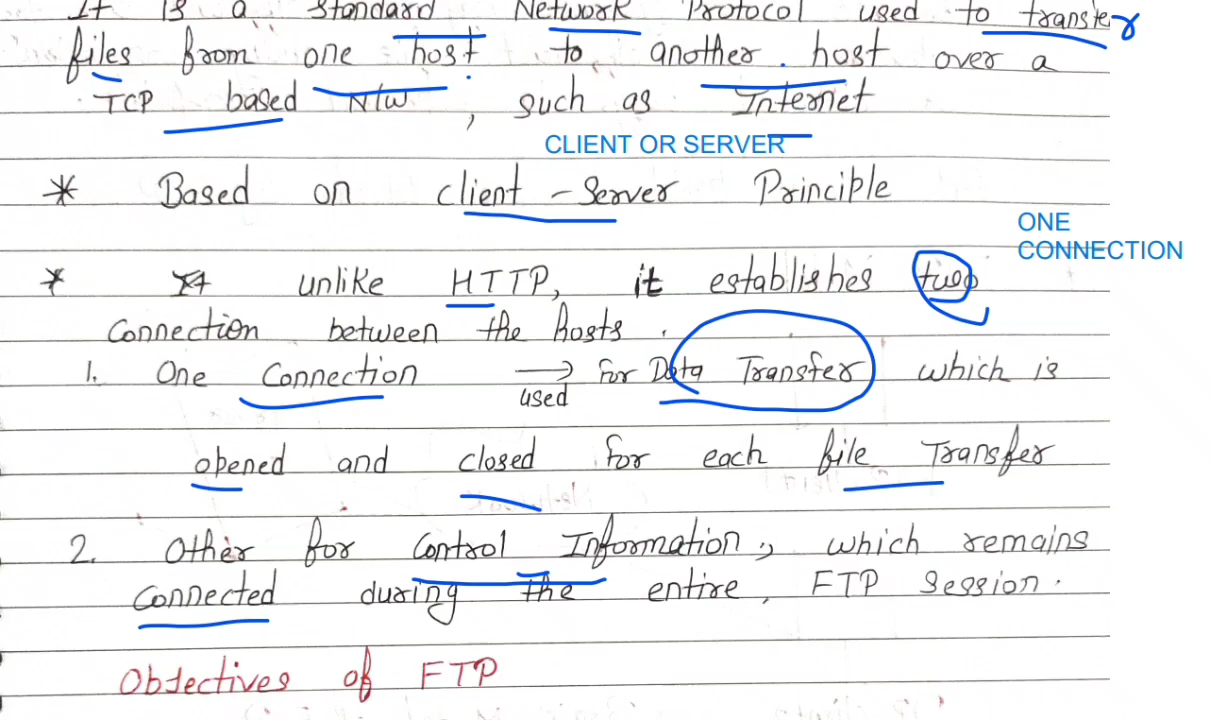 It is a Standard Network Protocol used to transfer
files from one host to another host over a
TCP based N/W, such as Internet
CLIENT OR SERVER
* Based on client - Server Principle
ONE
CONNECTION
* unlike HTTP, it establishes two
Connection between the hosts.
1. One Connection → for Data Transfer which is
used
opened and closed for each file Transfer
2. Other for Control Information, which remains
Connected during the entire, FTP Session.
Objectives of FTP